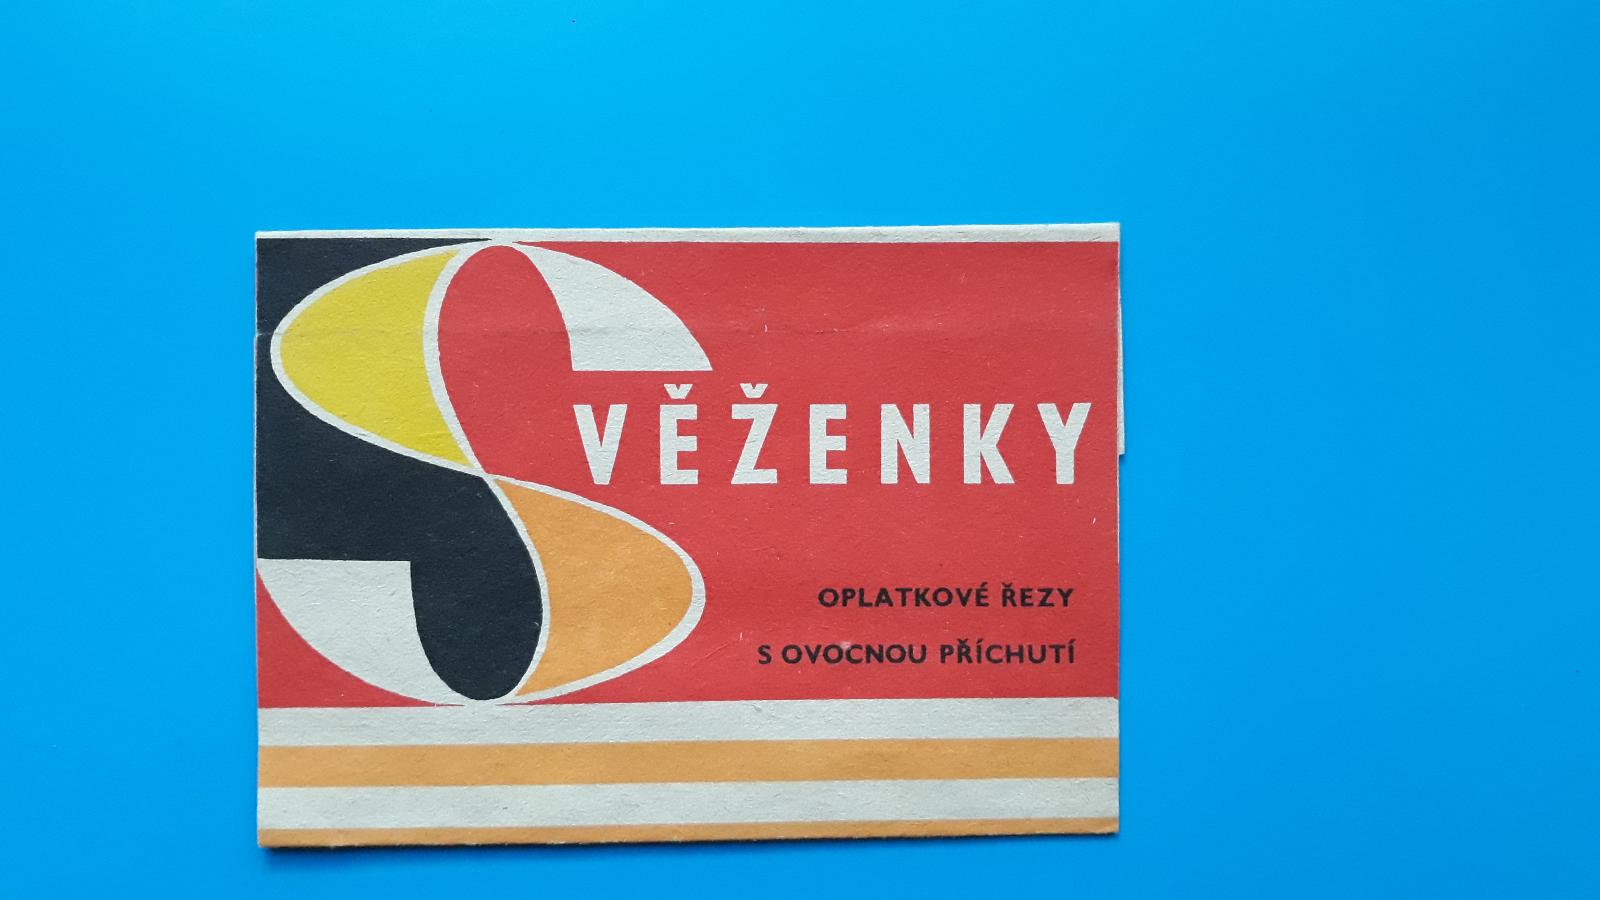 SVĚŽENKY
OPLATKOVÉ ŘEZY
S OVOCNOU PŘÍCHUTÍ